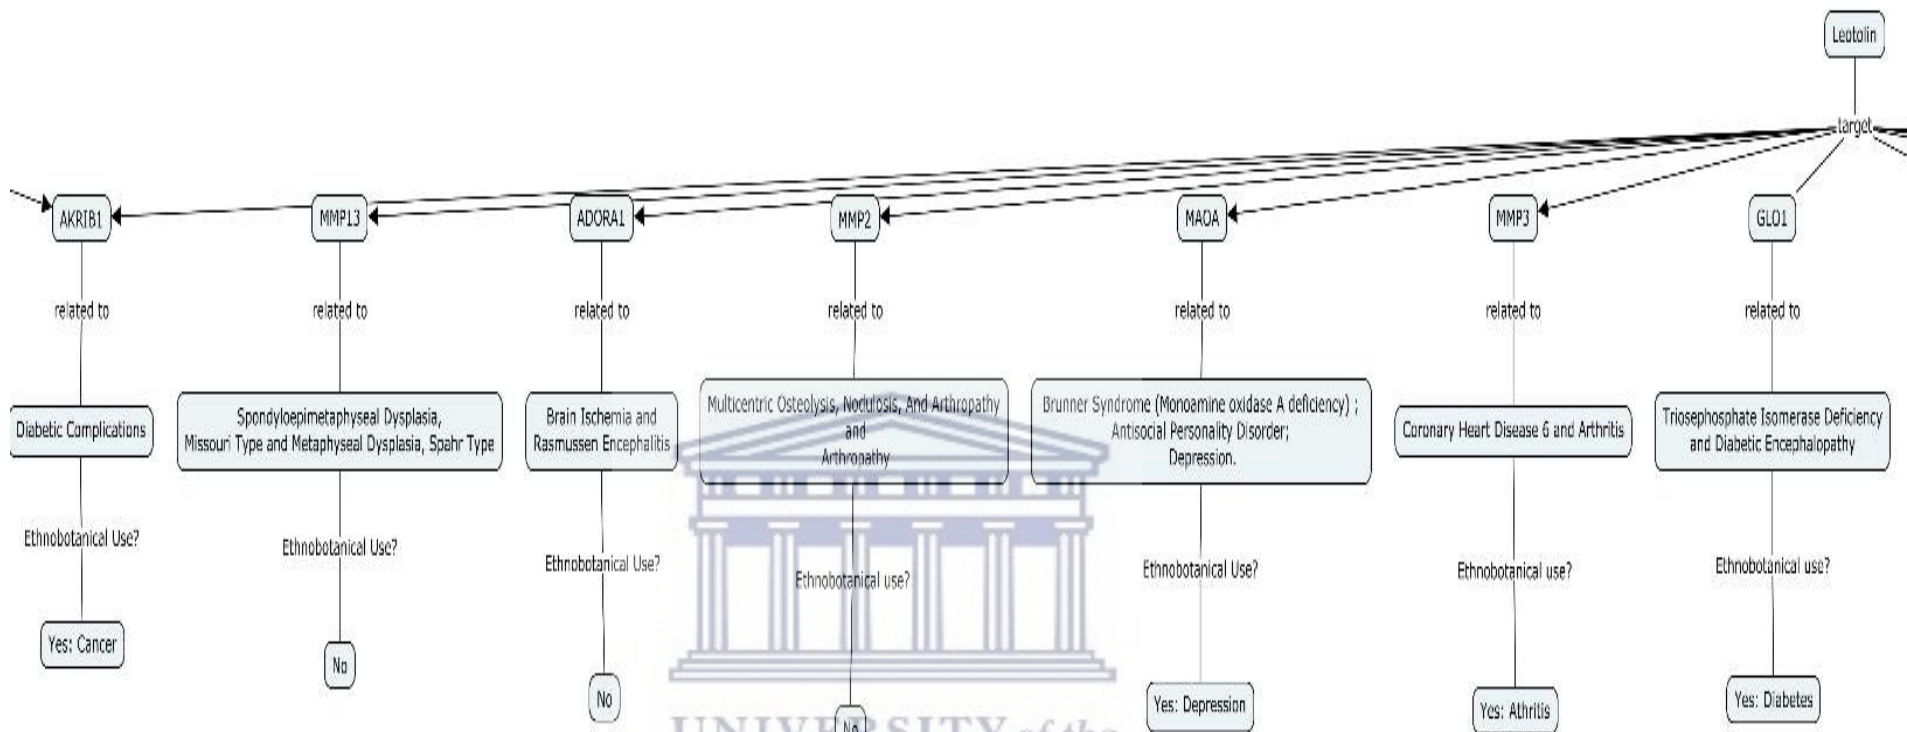 Leotolin
target
AKRIB1
MMP13
ADORA1
MMP2
MAOA
MMP3
GLO1
related to
related to
related to
related to
related to
related to
related to
Diabetic Complications
Spondyloepimetaphyseal Dysplasia,
Missouri Type and Metaphyseal Dysplasia, Spahr Type
Brain Ischemia and
Rasmussen Encephalitis
Multicentric Osteolysis, Nodulosis, And Arthropathy
and
Arthropathy
Brunner Syndrome (Monoamine oxidase A deficiency) ;
Antisocial Personality Disorder;
Depression.
Coronary Heart Disease 6 and Arthritis
Triosephosphate Isomerase Deficiency
and Diabetic Encephalopathy
Ethnobotanical Use?
Ethnobotanical Use?
Ethnobotanical Use?
Ethnobotanical use?
Ethnobotanical Use?
Ethnobotanical use?
Ethnobotanical use?
Yes: Cancer
No
No
No
Yes: Depression
Yes: Athritis
Yes: Diabetes
UNIVERSITY of the